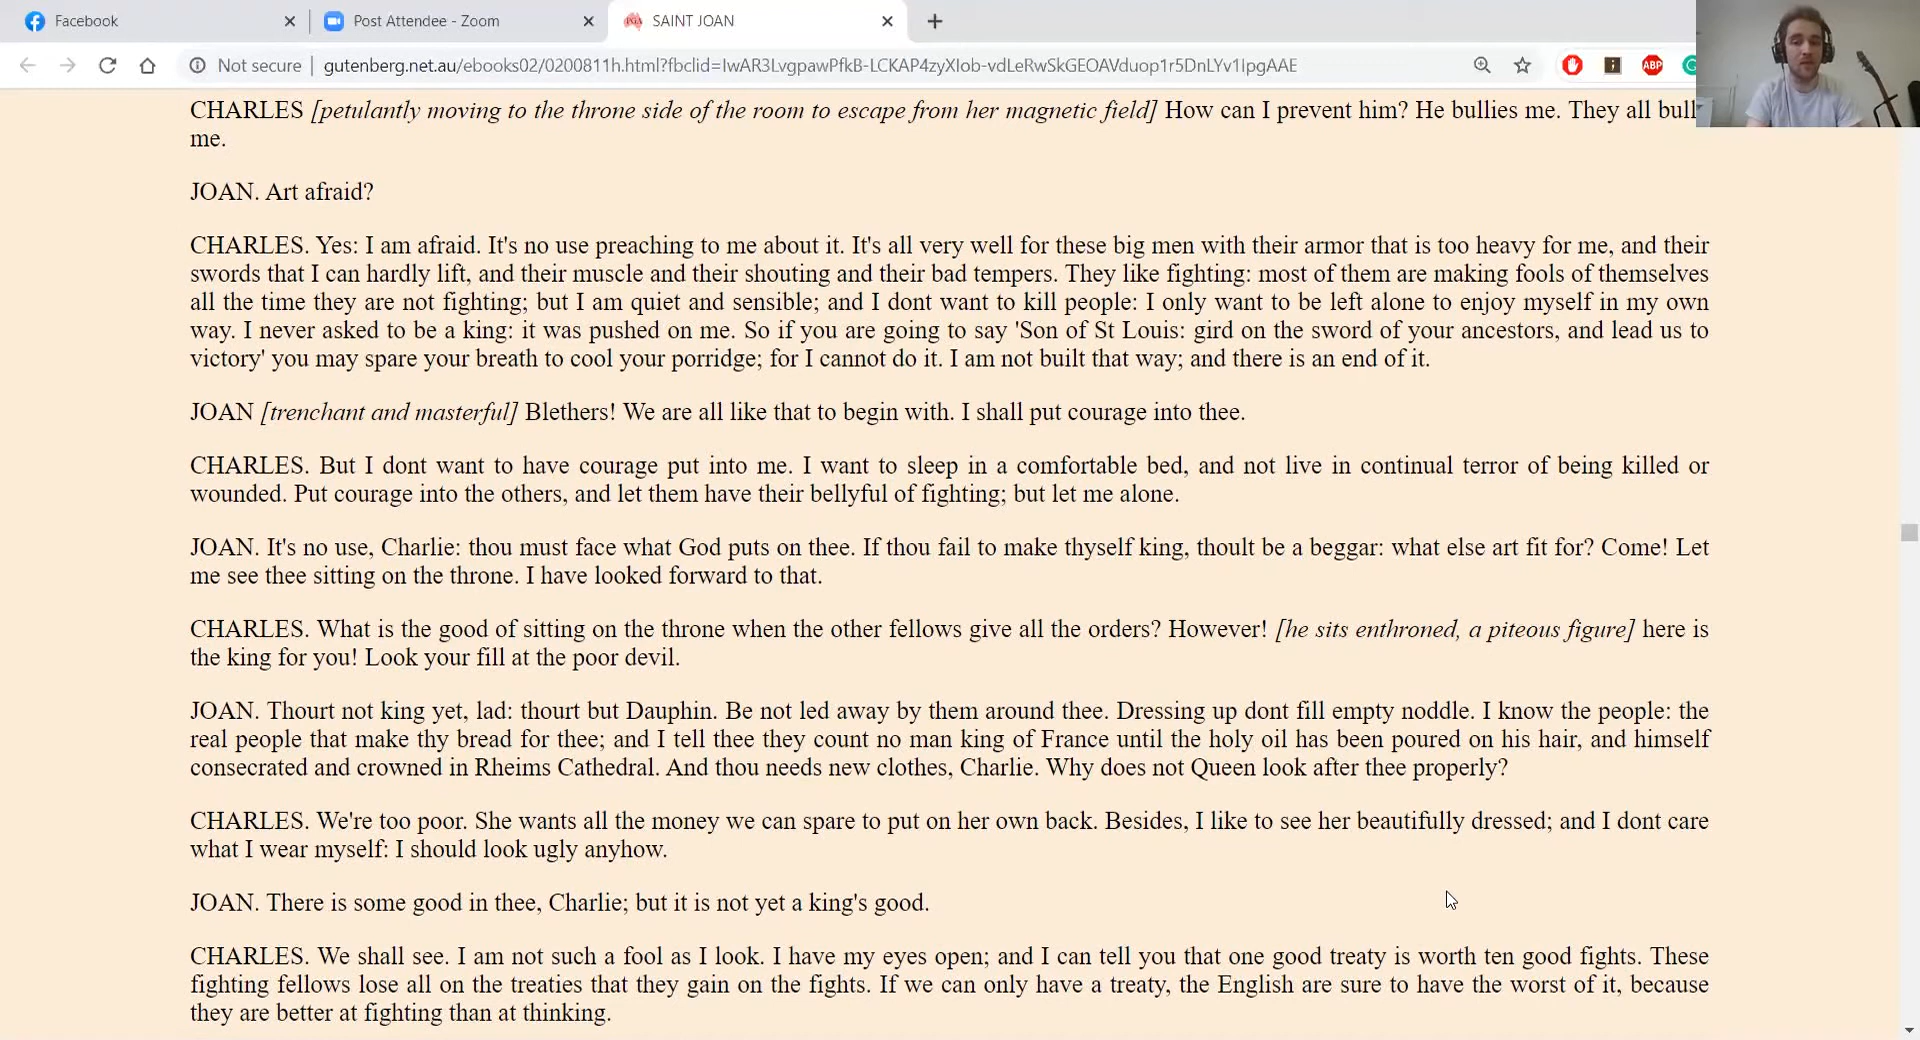 Facebook
Post Attendee - Zoom
SAINT JOAN
Not secure
gutenberg.net.au/ebooks02/0200811h.html?fbclid=IwAR3LvgpawPfkB-LCKAP4zyXIob-vdLeRwSkGEOAVduop1r5DnLYv1IpgAAE
ABP
CHARLES [petulantly moving to the throne side of the room to escape from her magnetic field] How can I prevent him? He bullies me. They all bull
me.
JOAN. Art afraid?
CHARLES. Yes: I am afraid. It's no use preaching to me about it. It's all very well for these big men with their armor that is too heavy for me, and their
swords that I can hardly lift, and their muscle and their shouting and their bad tempers. They like fighting: most of them are making fools of themselves
all the time they are not fighting; but I am quiet and sensible; and I dont want to kill people: I only want to be left alone to enjoy myself in my own
way. I never asked to be a king: it was pushed on me. So if you are going to say 'Son of St Louis: gird on the sword of your ancestors, and lead us to
victory' you may spare your breath to cool your porridge; for I cannot do it. I am not built that way; and there is an end of it.
JOAN [trenchant and masterful] Blethers! We are all like that to begin with. I shall put courage into thee.
CHARLES. But I dont want to have courage put into me. I want to sleep in a comfortable bed, and not live in continual terror of being killed or
wounded. Put courage into the others, and let them have their bellyful of fighting; but let me alone.
JOAN. It's no use, Charlie: thou must face what God puts on thee. If thou fail to make thyself king, thoult be a beggar: what else art fit for? Come! Let
me see thee sitting on the throne. I have looked forward to that.
CHARLES. What is the good of sitting on the throne when the other fellows give all the orders? However! [he sits enthroned, a piteous figure] here is
the king for you! Look your fill at the poor devil.
JOAN. Thourt not king yet, lad: thourt but Dauphin. Be not led away by them around thee. Dressing up dont fill empty noddle. I know the people: the
real people that make thy bread for thee; and I tell thee they count no man king of France until the holy oil has been poured on his hair, and himself
consecrated and crowned in Rheims Cathedral. And thou needs new clothes, Charlie. Why does not Queen look after thee properly?
CHARLES. We're too poor. She wants all the money we can spare to put on her own back. Besides, I like to see her beautifully dressed; and I dont care
what I wear myself: I should look ugly anyhow.
JOAN. There is some good in thee, Charlie; but it is not yet a king's good.
CHARLES. We shall see. I am not such a fool as I look. I have my eyes open; and I can tell you that one good treaty is worth ten good fights. These
fighting fellows lose all on the treaties that they gain on the fights. If we can only have a treaty, the English are sure to have the worst of it, because
they are better at fighting than at thinking.